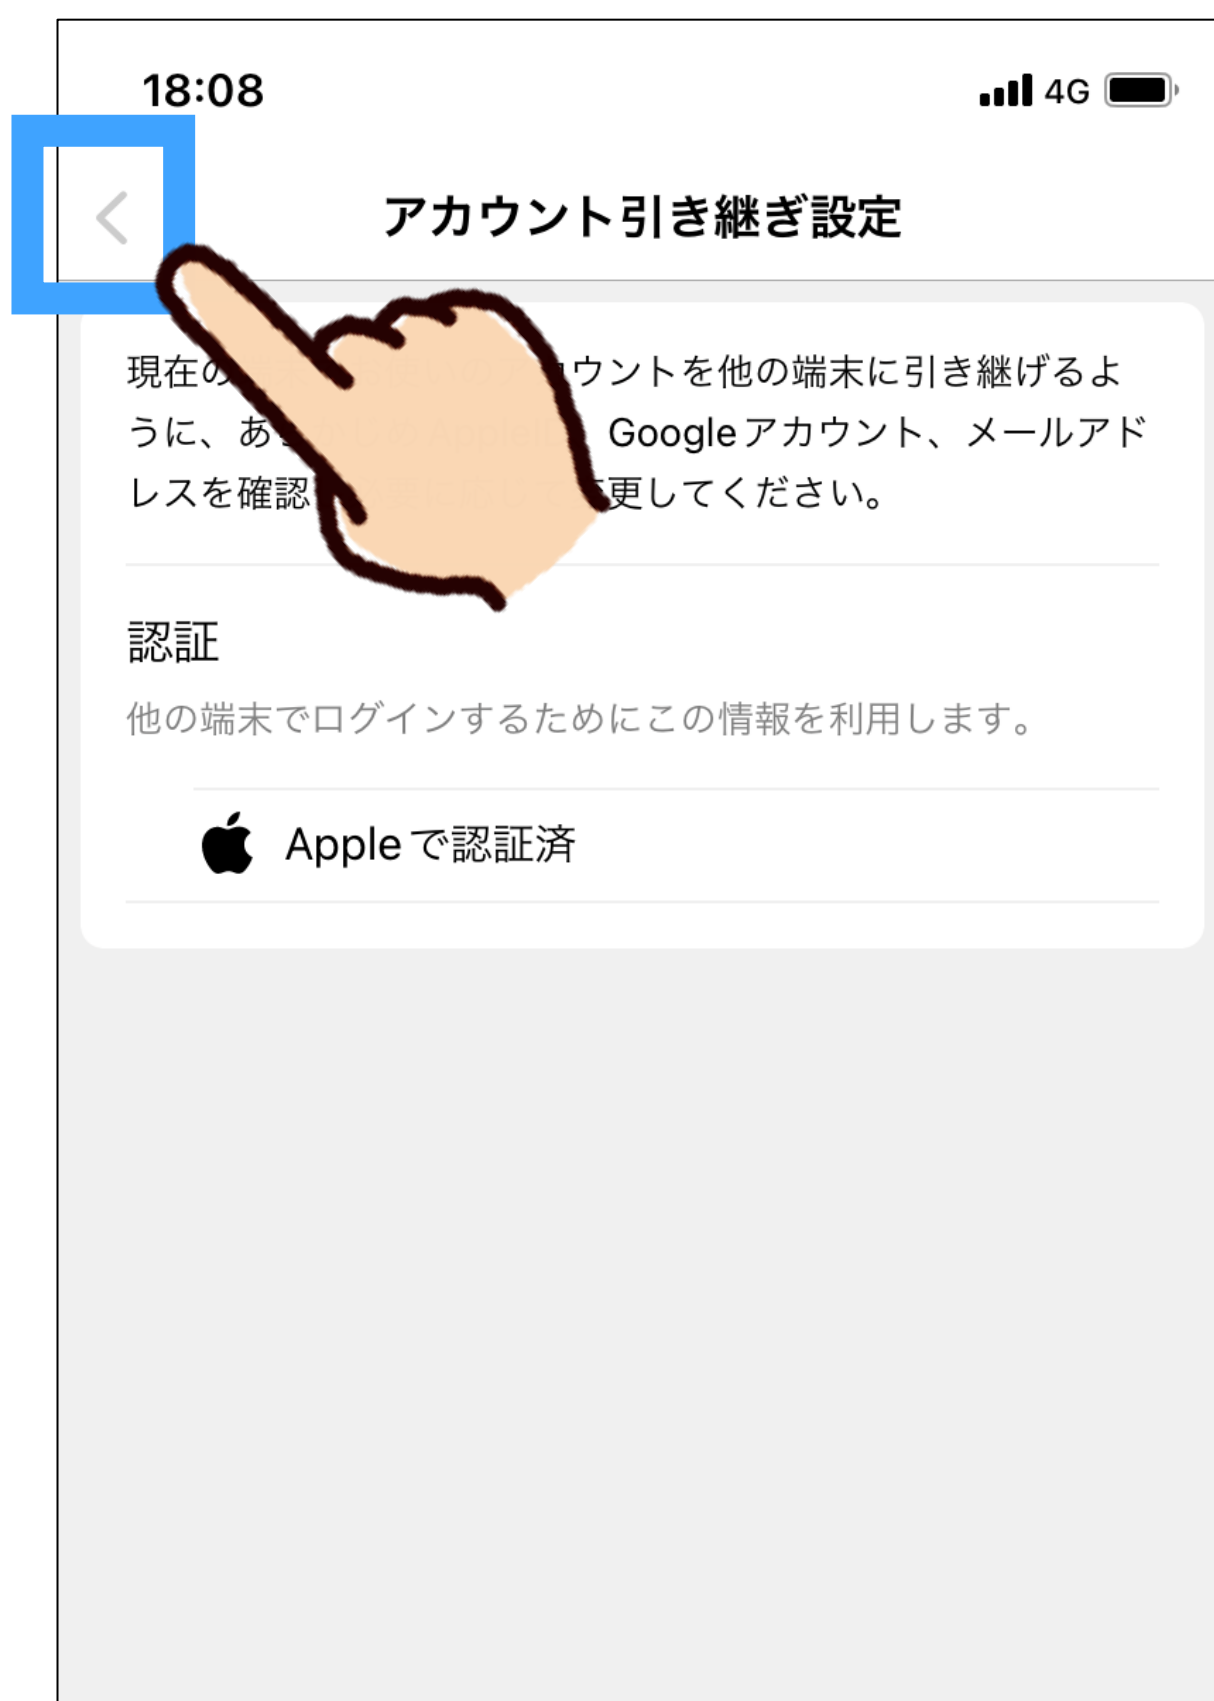 18:08
4G
アカウント引き継ぎ設定
現在の ウントを他の端末に引き継げるよ
うに、あ Googleアカウント、メールアド
レスを確認 変更してください。
認証
他の端末でログインするためにこの情報を利用します。
Appleで認証済